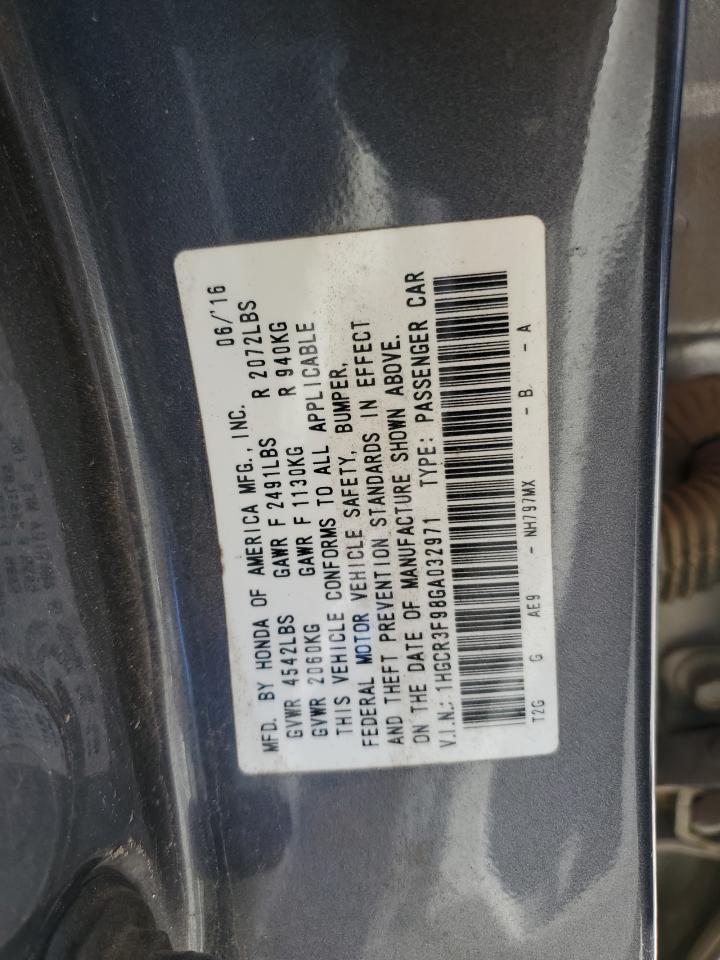 MFD. BY HONDA OF AMERICA MFG., INC. 06/'16
GVWR 4542LBS GAWR F 2491LBS R 2072LBS
GVWR 2060KG GAWR F 1130KG R 940KG
THIS VEHICLE CONFORMS TO ALL APPLICABLE
FEDERAL MOTOR VEHICLE SAFETY, BUMPER,
AND THEFT PREVENTION STANDARDS IN EFFECT
ON THE DATE OF MANUFACTURE SHOWN ABOVE.
V.I.N.: 1HGCR3F98GA032971 TYPE: PASSENGER CAR
T2G G AE9 - NH797MX - B - A